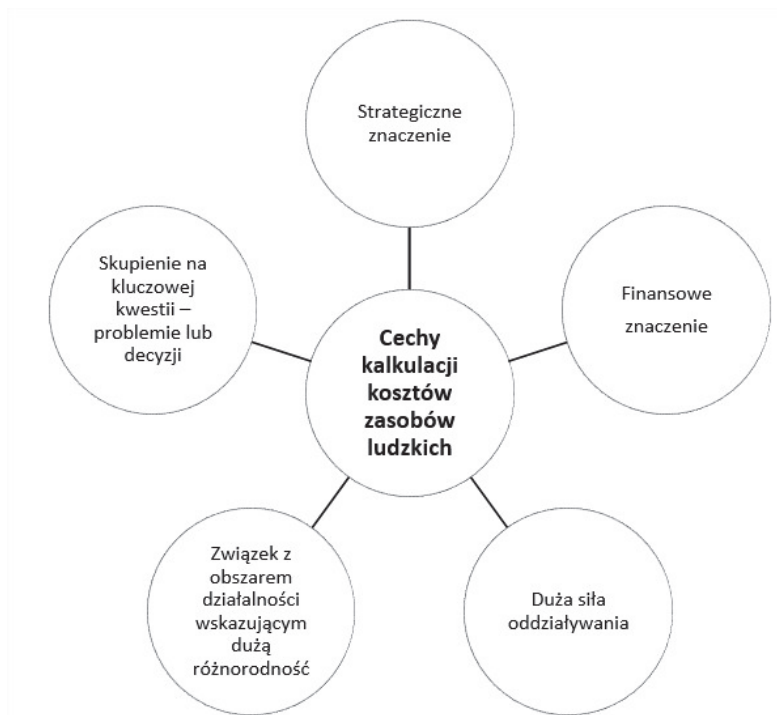 Strategiczne
znaczenie
Skupienie na
kluczowej
kwestii –
problemie lub
decyzji
Finansowe
znaczenie
Cechy
kalkulacji
kosztów
zasobów
ludzkich
Związek z
obszarem
działalności
wskazującym
dużą
różnorodność
Duża siła
oddziaływania